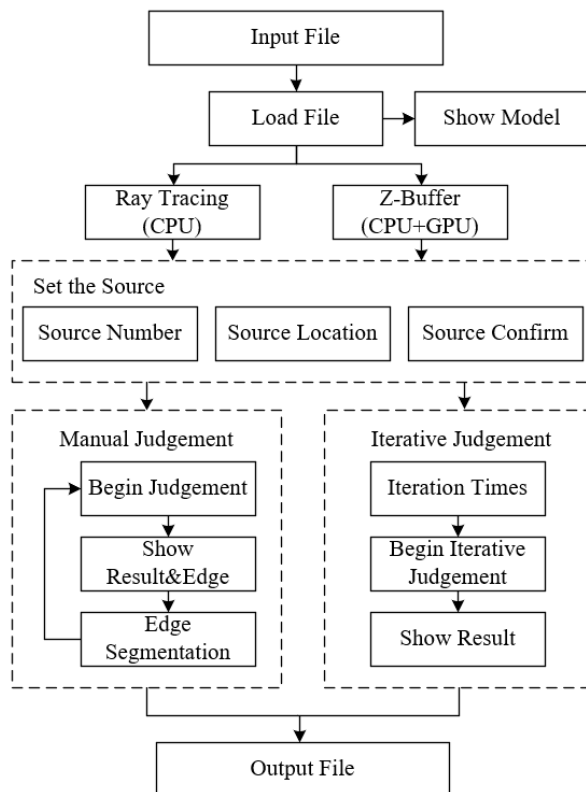 Input File
Load File
Show Model
Ray Tracing
(CPU)
Z-Buffer
(CPU+GPU)
Set the Source
Source Number
Source Location
Source Confirm
Manual Judgement
Begin Judgement
Show
Result&Edge
Edge
Segmentation
Iterative Judgement
Iteration Times
Begin Iterative
Judgement
Show Result
Output File